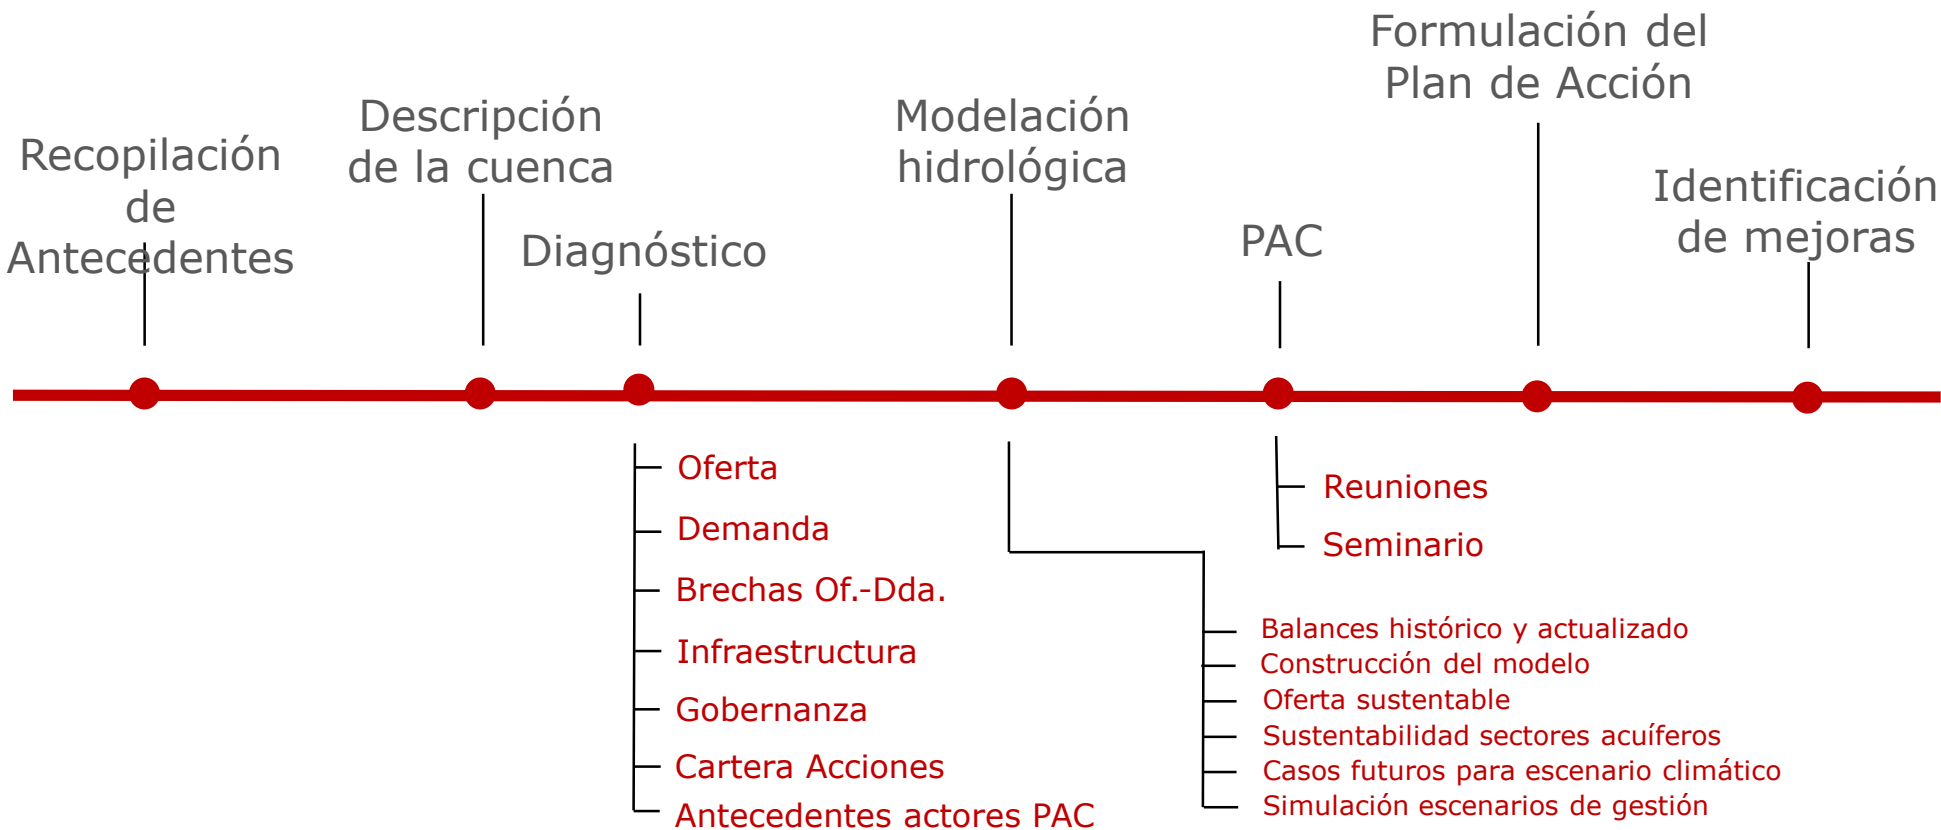 Recopilación
de
Antecedentes
Descripción
de la cuenca
Diagnóstico
Modelación
hidrológica
PAC
Formulación del
Plan de Acción
Identificación
de mejoras
Oferta
Demanda
Brechas Of.-Dda.
Infraestructura
Gobernanza
Cartera Acciones
Antecedentes actores PAC
Balances histórico y actualizado
Construcción del modelo
Oferta sustentable
Sustentabilidad sectores acuíferos
Casos futuros para escenario climático
Simulación escenarios de gestión
Reuniones
Seminario